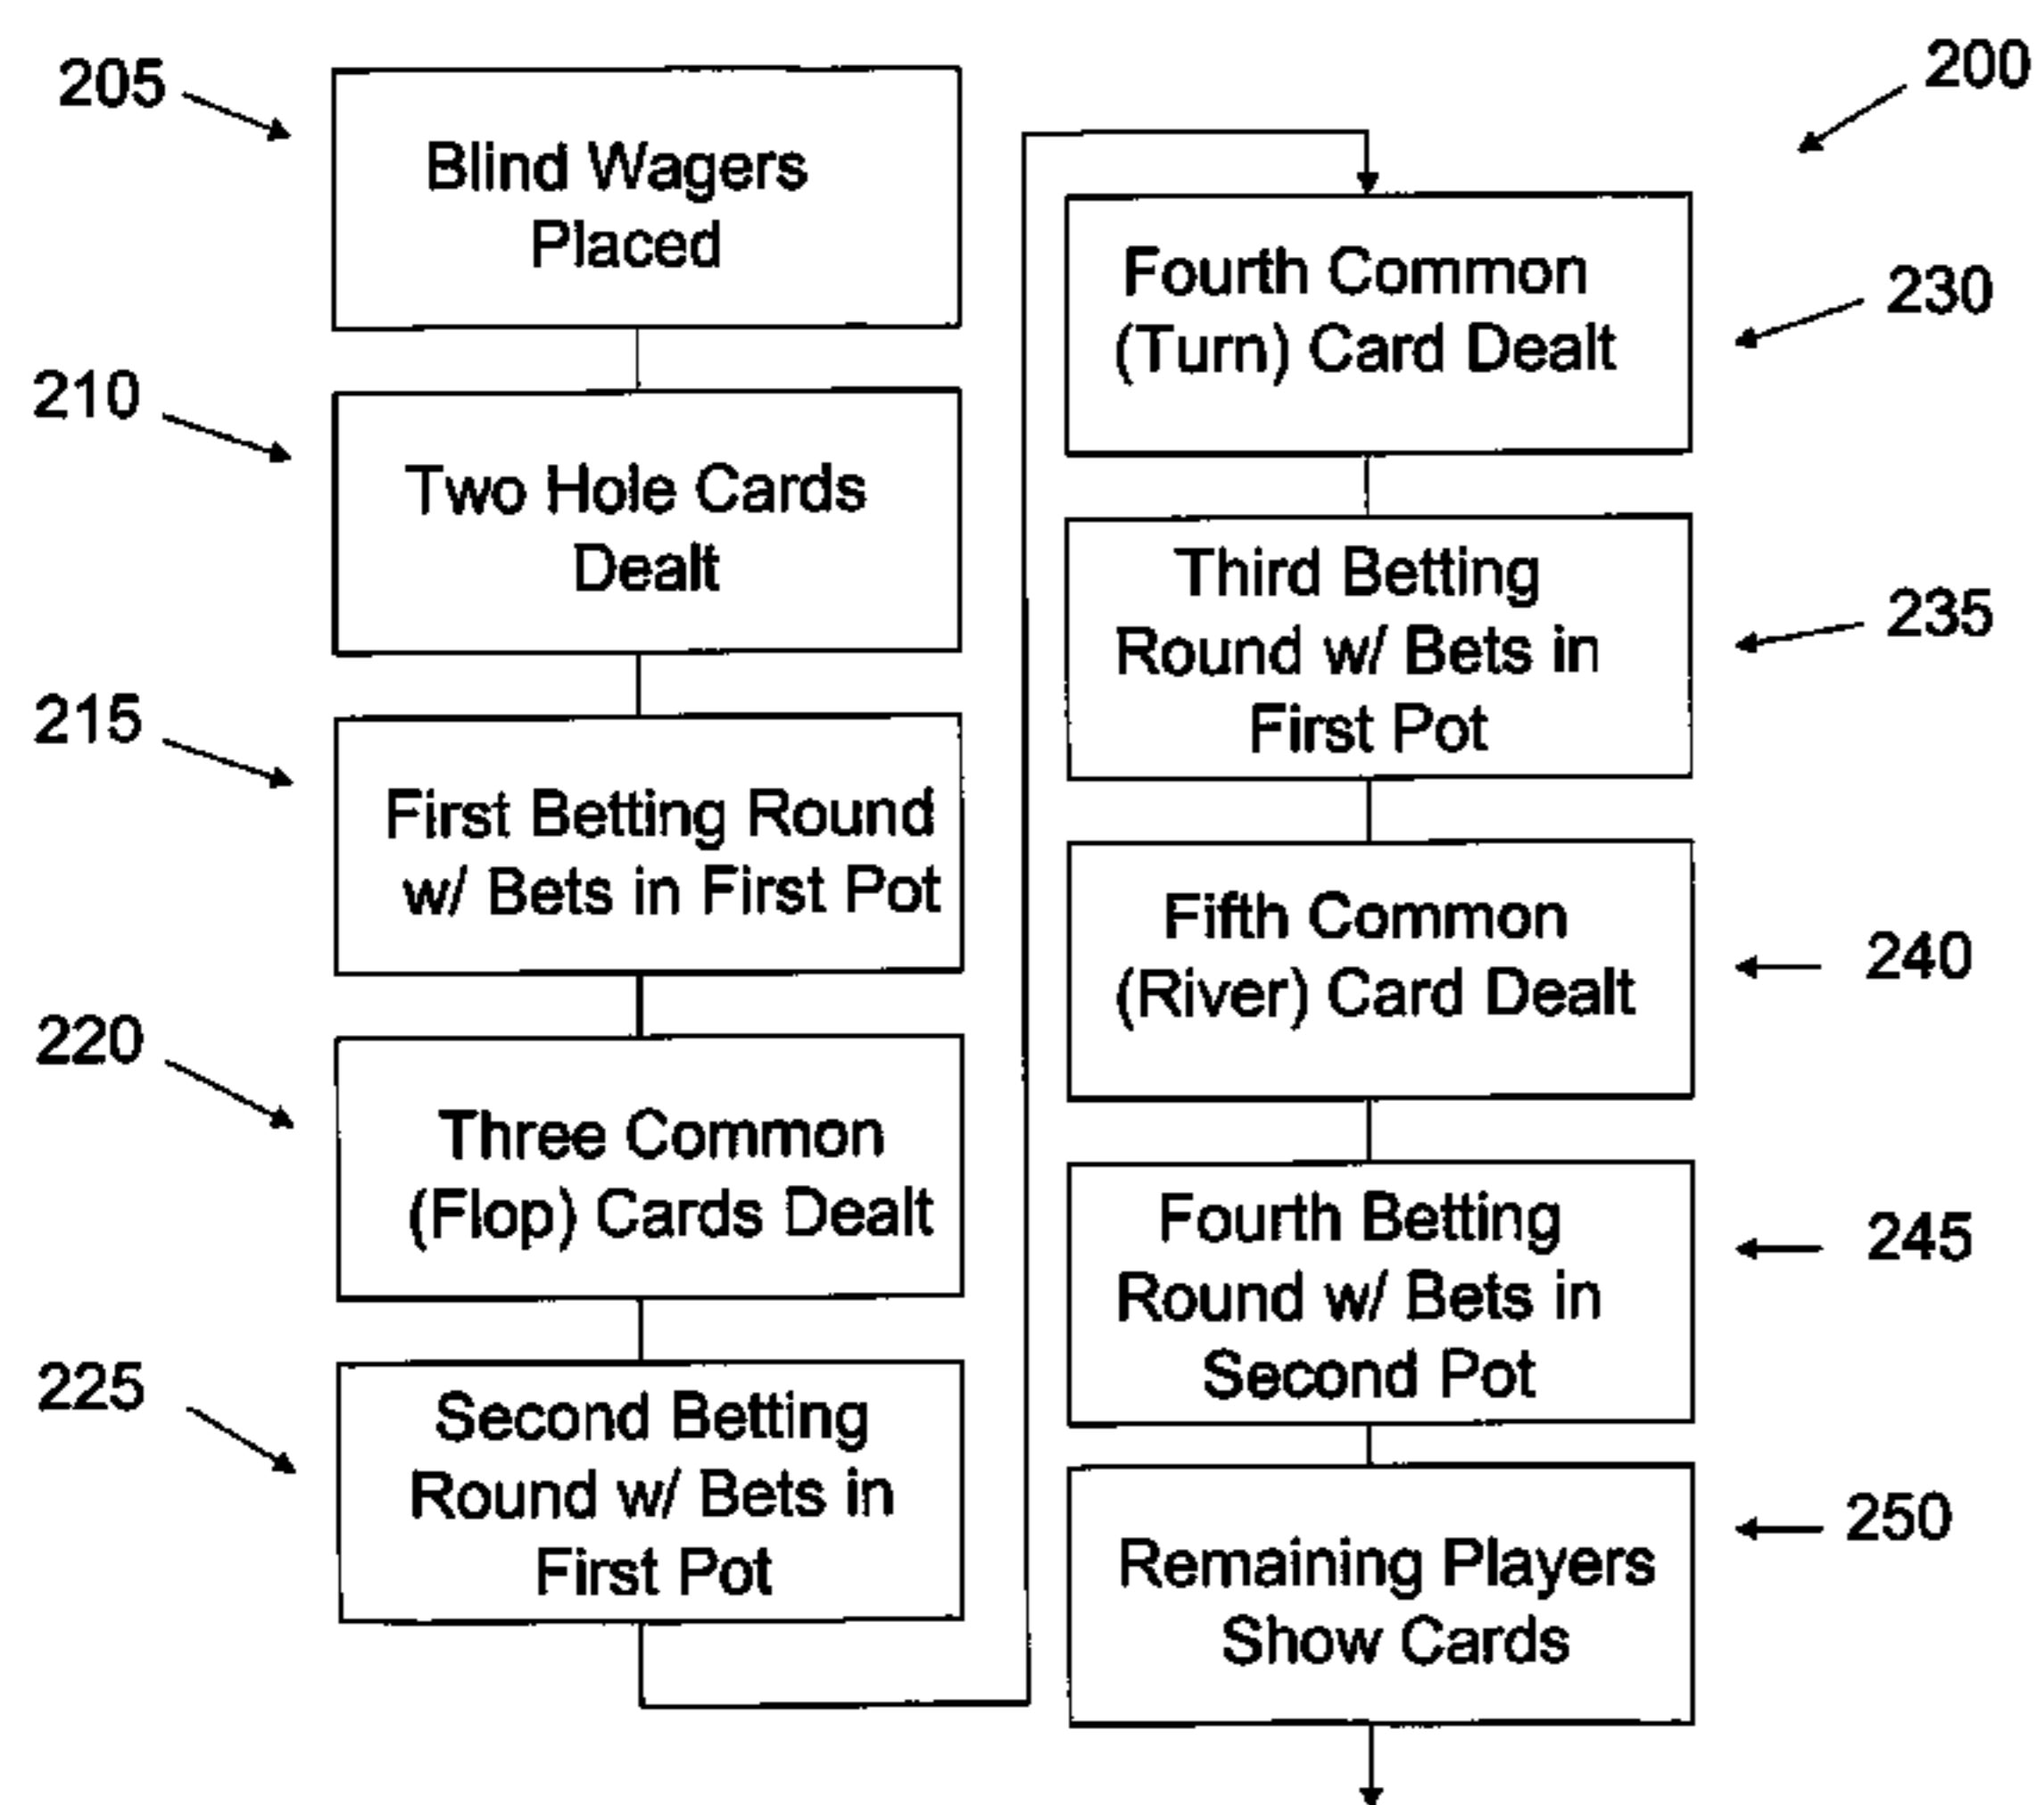 205
Blind Wagers
Placed
210
Two Hole Cards
Dealt
215
First Betting Round
w/ Bets in First Pot
220
Three Common
(Flop) Cards Dealt
225
Second Betting
Round w/ Bets in
First Pot
200
Fourth Common
(Turn) Card Dealt
230
Third Betting
Round w/ Bets in
First Pot
235
Fifth Common
(River) Card Dealt
240
Fourth Betting
Round w/ Bets in
Second Pot
245
Remaining Players
Show Cards
250